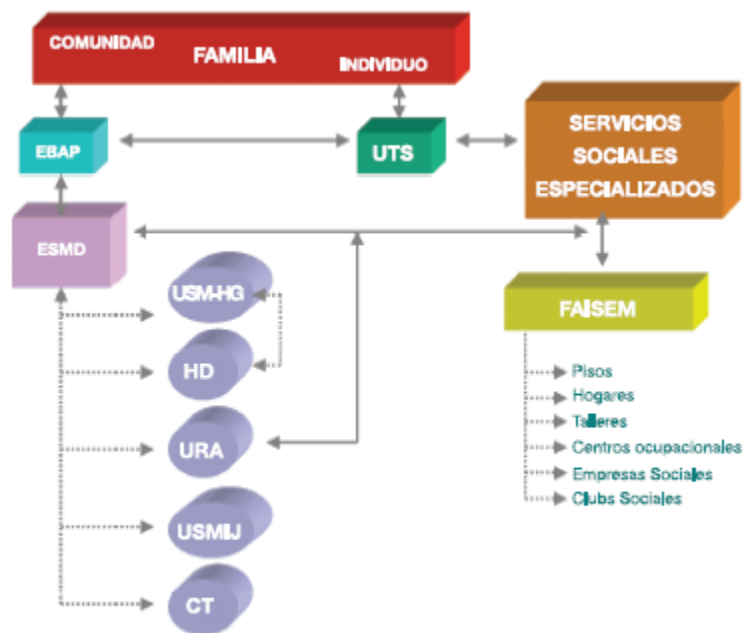 COMUNIDAD
FAMILIA
INDIVIDUO
EBAP
UTS
SERVICIOS
SOCIALES
ESPECIALIZADOS
ESMD
USM-HG
HD
URA
USMIJ
CT
FAISEM
Pisos
Hogares
Talleres
Centros ocupacionales
Empresas Sociales
Clubs Sociales